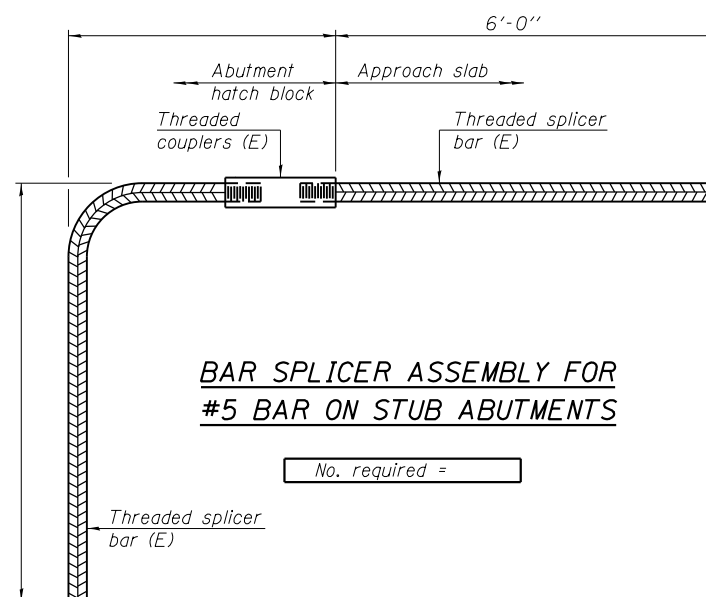 6'-0"
Abutment
hatch block
Approach slab
Threaded
couplers (E)
Threaded splicer
bar (E)
BAR SPLICER ASSEMBLY FOR
#5 BAR ON STUB ABUTMENTS
No. required =
Threaded splicer
bar (E)